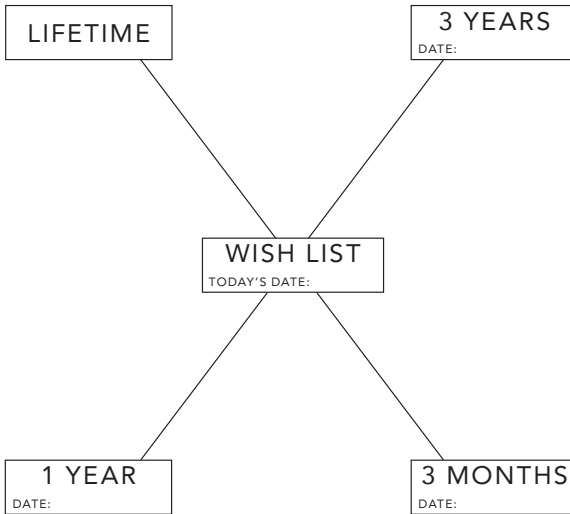 LIFETIME
3 YEARS
DATE:
WISH LIST
TODAY'S DATE:
1 YEAR
DATE:
3 MONTHS
DATE: